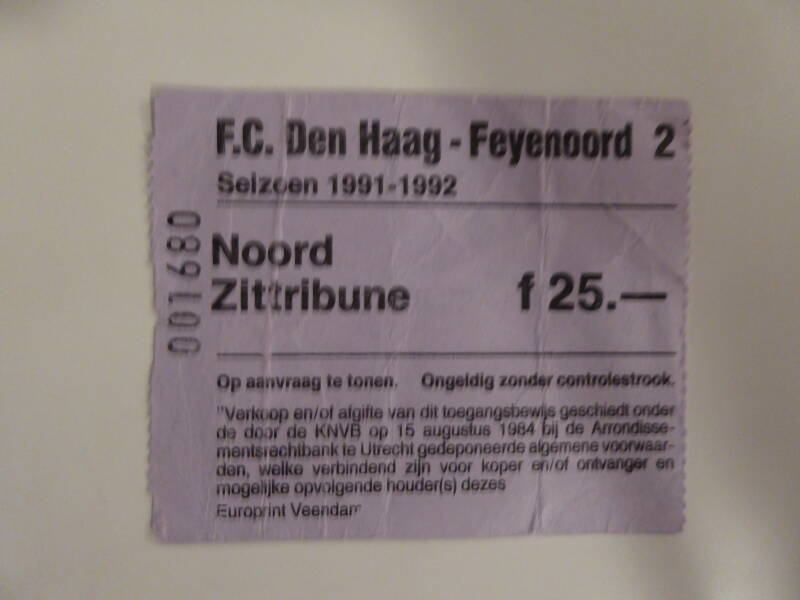 F.C. Den Haag - Feyenoord 2
Seizoen 1991-1992
001680
Noord
Zittribune f 25.—
Op aanvraag te tonen. Ongeldig zonder controlestrook.
"Verkoop en/of afgifte van dit toegangsbewijs geschiedt onder
de door de KNVB op 15 augustus 1984 bij de Arrondisse-
mentsrechtbank te Utrecht gedeponeerde algemene voorwaar-
den, welke verbindend zijn voor koper en/of ontvanger en
mogelijke opvolgende houder(s) dezes
Europrint Veendam